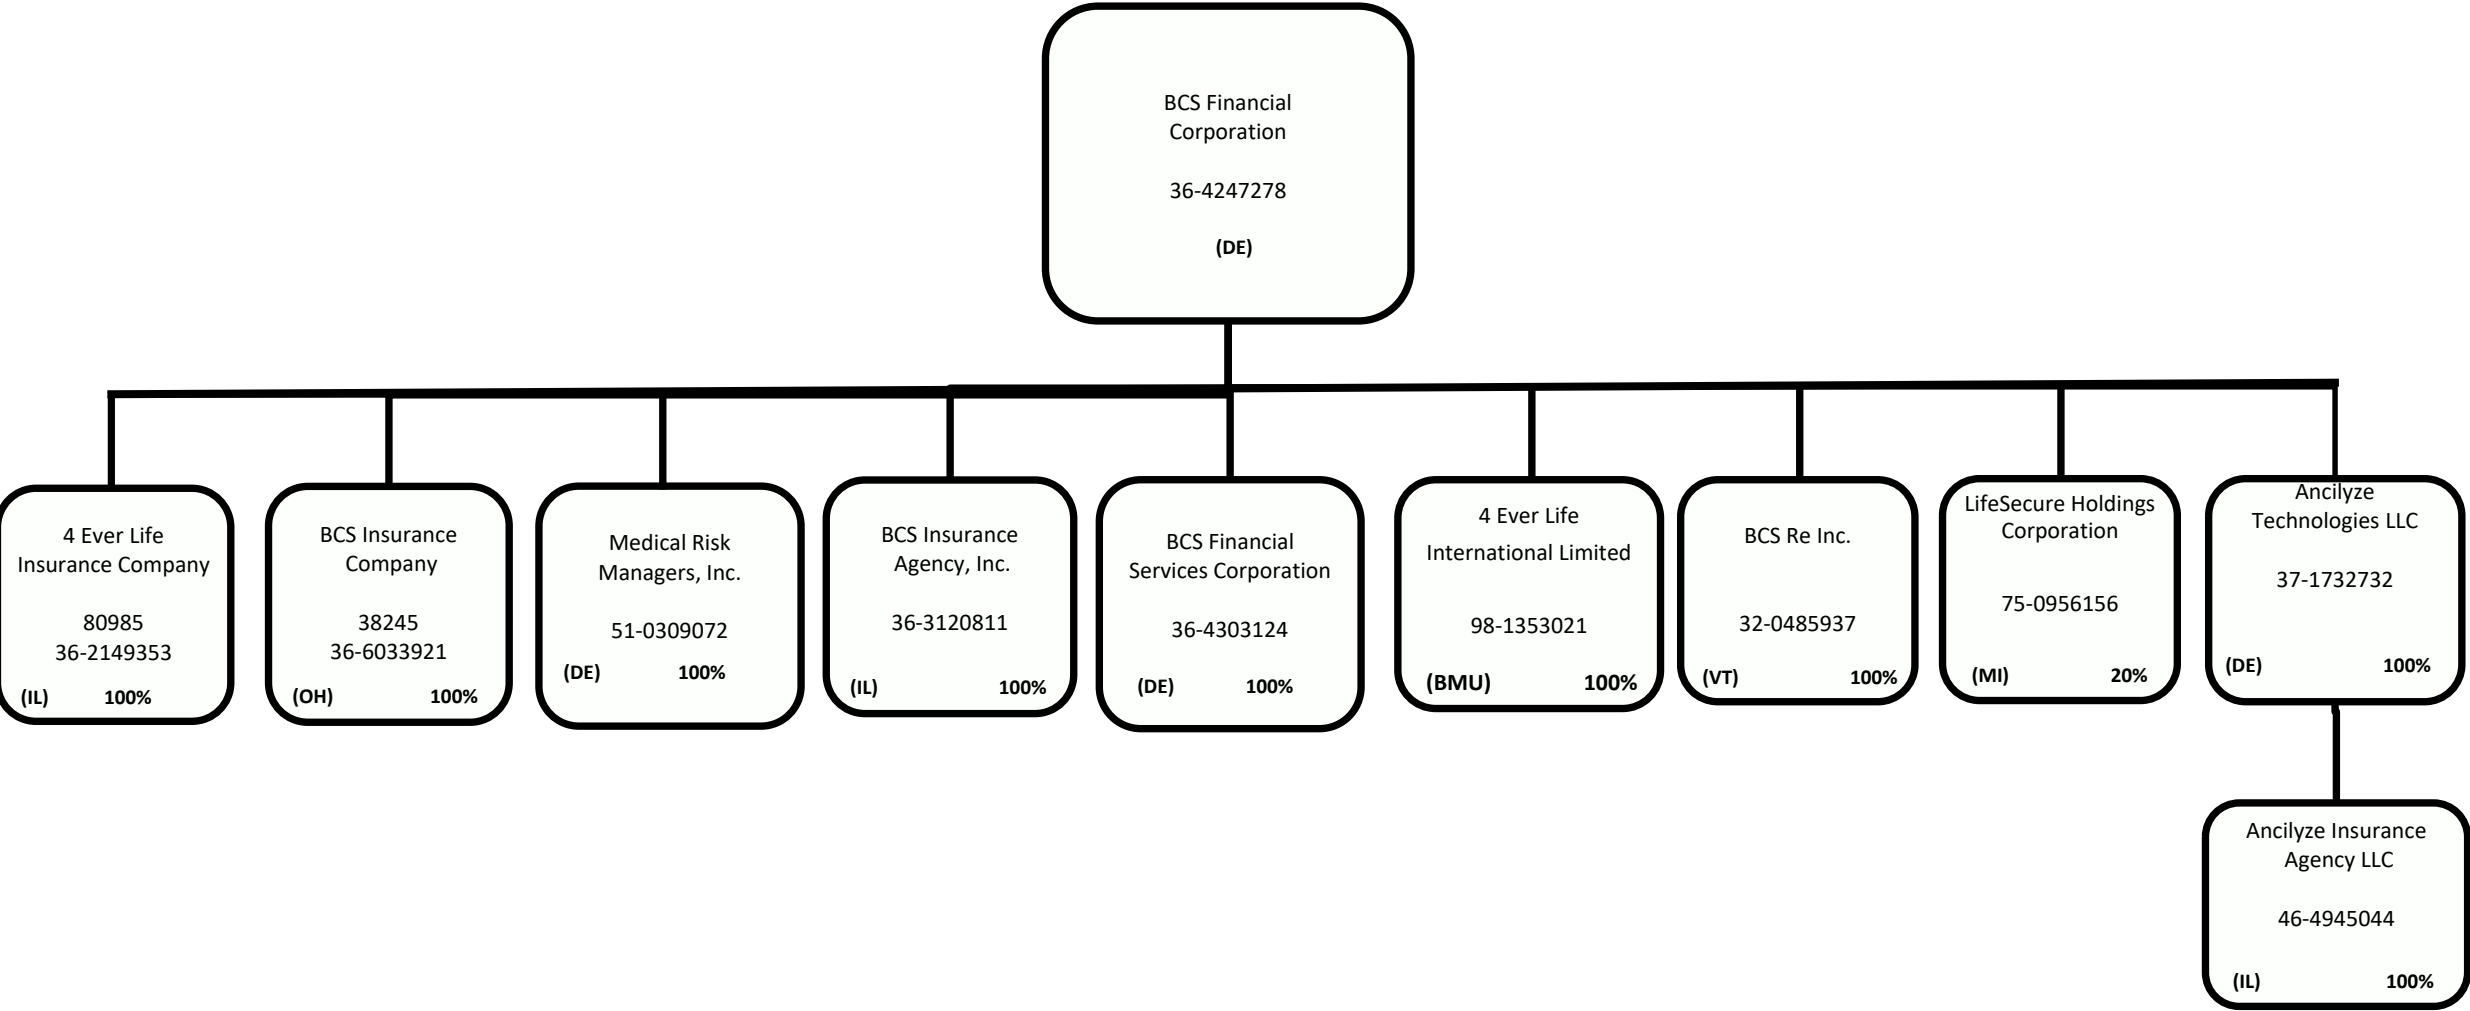 BCS Financial
Corporation
36-4247278
(DE)
4 Ever Life
Insurance Company
80985
36-2149353
(IL) 100%
BCS Insurance
Company
38245
36-6033921
(OH) 100%
Medical Risk
Managers, Inc.
51-0309072
(DE) 100%
BCS Insurance
Agency, Inc.
36-3120811
(IL) 100%
BCS Financial
Services Corporation
36-4303124
(DE) 100%
4 Ever Life
International Limited
98-1353021
(BMU) 100%
BCS Re Inc.
32-0485937
(VT) 100%
LifeSecure Holdings
Corporation
75-0956156
(MI) 20%
Ancilyze
Technologies LLC
37-1732732
(DE) 100%
Ancilyze Insurance
Agency LLC
46-4945044
(IL) 100%